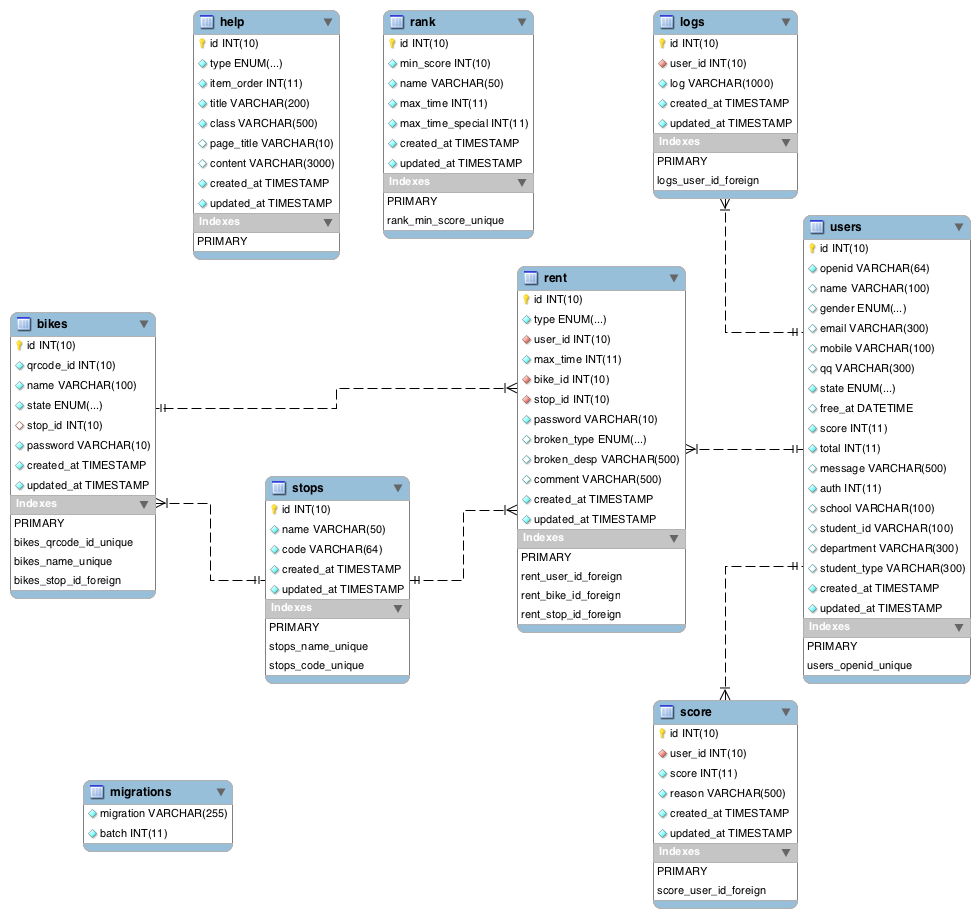 help
id INT(10)
type ENUM(...)
item_order INT(11)
title VARCHAR(200)
class VARCHAR(500)
page_title VARCHAR(10)
content VARCHAR(3000)
created_at TIMESTAMP
updated_at TIMESTAMP
Indexes
PRIMARY
rank
id INT(10)
min_score INT(10)
name VARCHAR(50)
max_time INT(11)
max_time_special INT(11)
created_at TIMESTAMP
updated_at TIMESTAMP
Indexes
PRIMARY
rank_min_score_unique
logs
id INT(10)
user_id INT(10)
log VARCHAR(1000)
created_at TIMESTAMP
updated_at TIMESTAMP
Indexes
PRIMARY
logs_user_id_foreign
users
id INT(10)
openid VARCHAR(64)
name VARCHAR(100)
gender ENUM(...)
email VARCHAR(300)
mobile VARCHAR(100)
qq VARCHAR(300)
state ENUM(...)
free_at DATETIME
score INT(11)
total INT(11)
message VARCHAR(500)
auth INT(11)
school VARCHAR(100)
student_id VARCHAR(100)
department VARCHAR(300)
student_type VARCHAR(300)
created_at TIMESTAMP
updated_at TIMESTAMP
Indexes
PRIMARY
users_openid_unique
rent
id INT(10)
type ENUM(...)
user_id INT(10)
max_time INT(11)
bike_id INT(10)
stop_id INT(10)
password VARCHAR(10)
broken_type ENUM(...)
broken_desp VARCHAR(500)
comment VARCHAR(500)
created_at TIMESTAMP
updated_at TIMESTAMP
Indexes
PRIMARY
rent_user_id_foreign
rent_bike_id_foreign
rent_stop_id_foreign
bikes
id INT(10)
qrcode_id INT(10)
name VARCHAR(100)
state ENUM(...)
stop_id INT(10)
password VARCHAR(10)
created_at TIMESTAMP
updated_at TIMESTAMP
Indexes
PRIMARY
bikes_qrcode_id_unique
bikes_name_unique
bikes_stop_id_foreign
stops
id INT(10)
name VARCHAR(50)
code VARCHAR(64)
created_at TIMESTAMP
updated_at TIMESTAMP
Indexes
PRIMARY
stops_name_unique
stops_code_unique
score
id INT(10)
user_id INT(10)
score INT(11)
reason VARCHAR(500)
created_at TIMESTAMP
updated_at TIMESTAMP
Indexes
PRIMARY
score_user_id_foreign
migrations
migration VARCHAR(255)
batch INT(11)